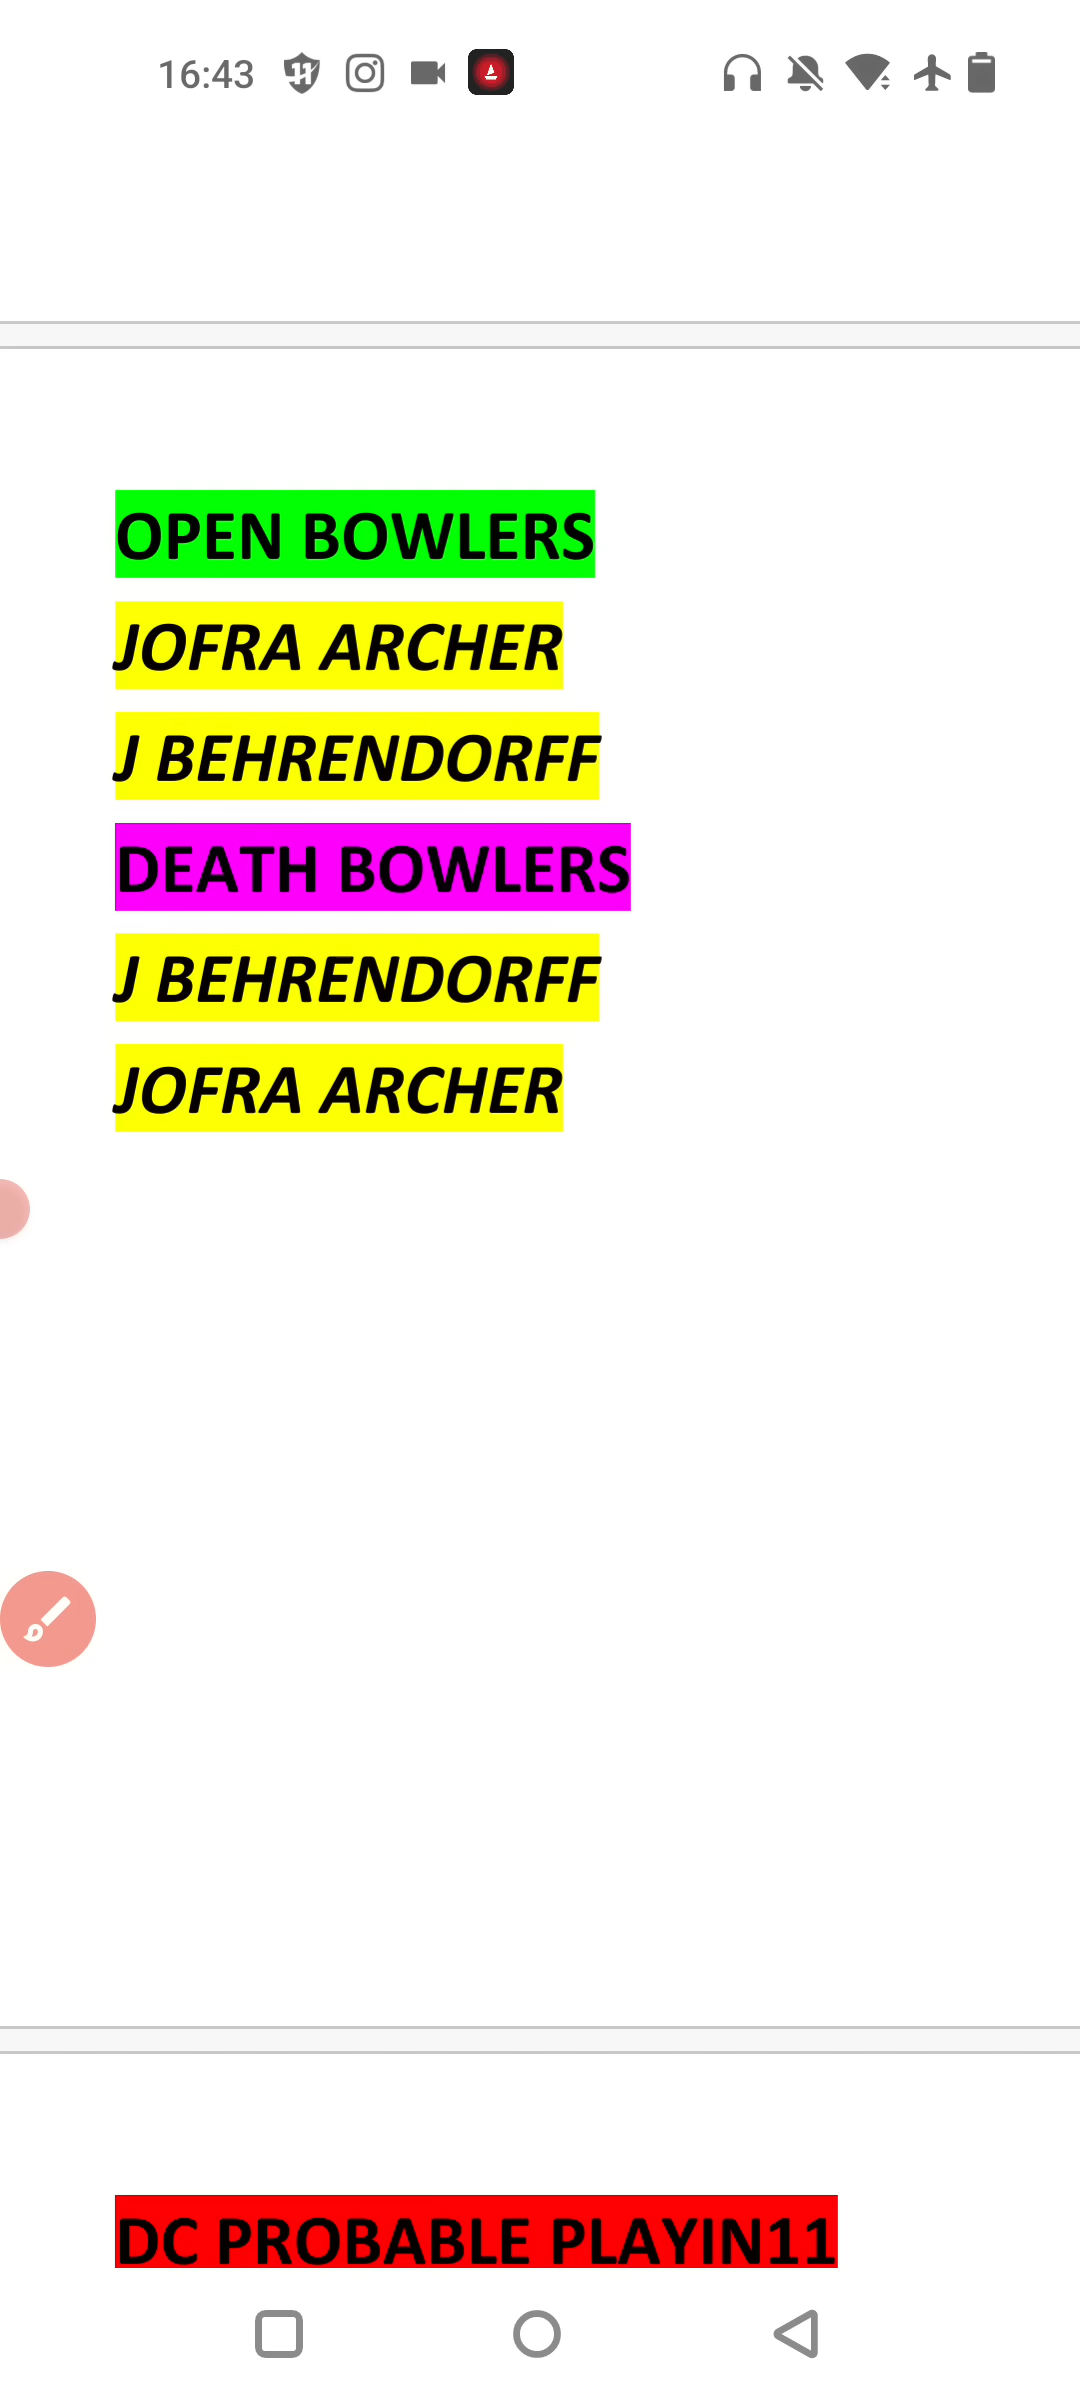 16:43
OPEN BOWLERS
JOFRA ARCHER
J BEHRENDORFF
DEATH BOWLERS
J BEHRENDORFF
JOFRA ARCHER
DC PROBABLE PLAYIN11